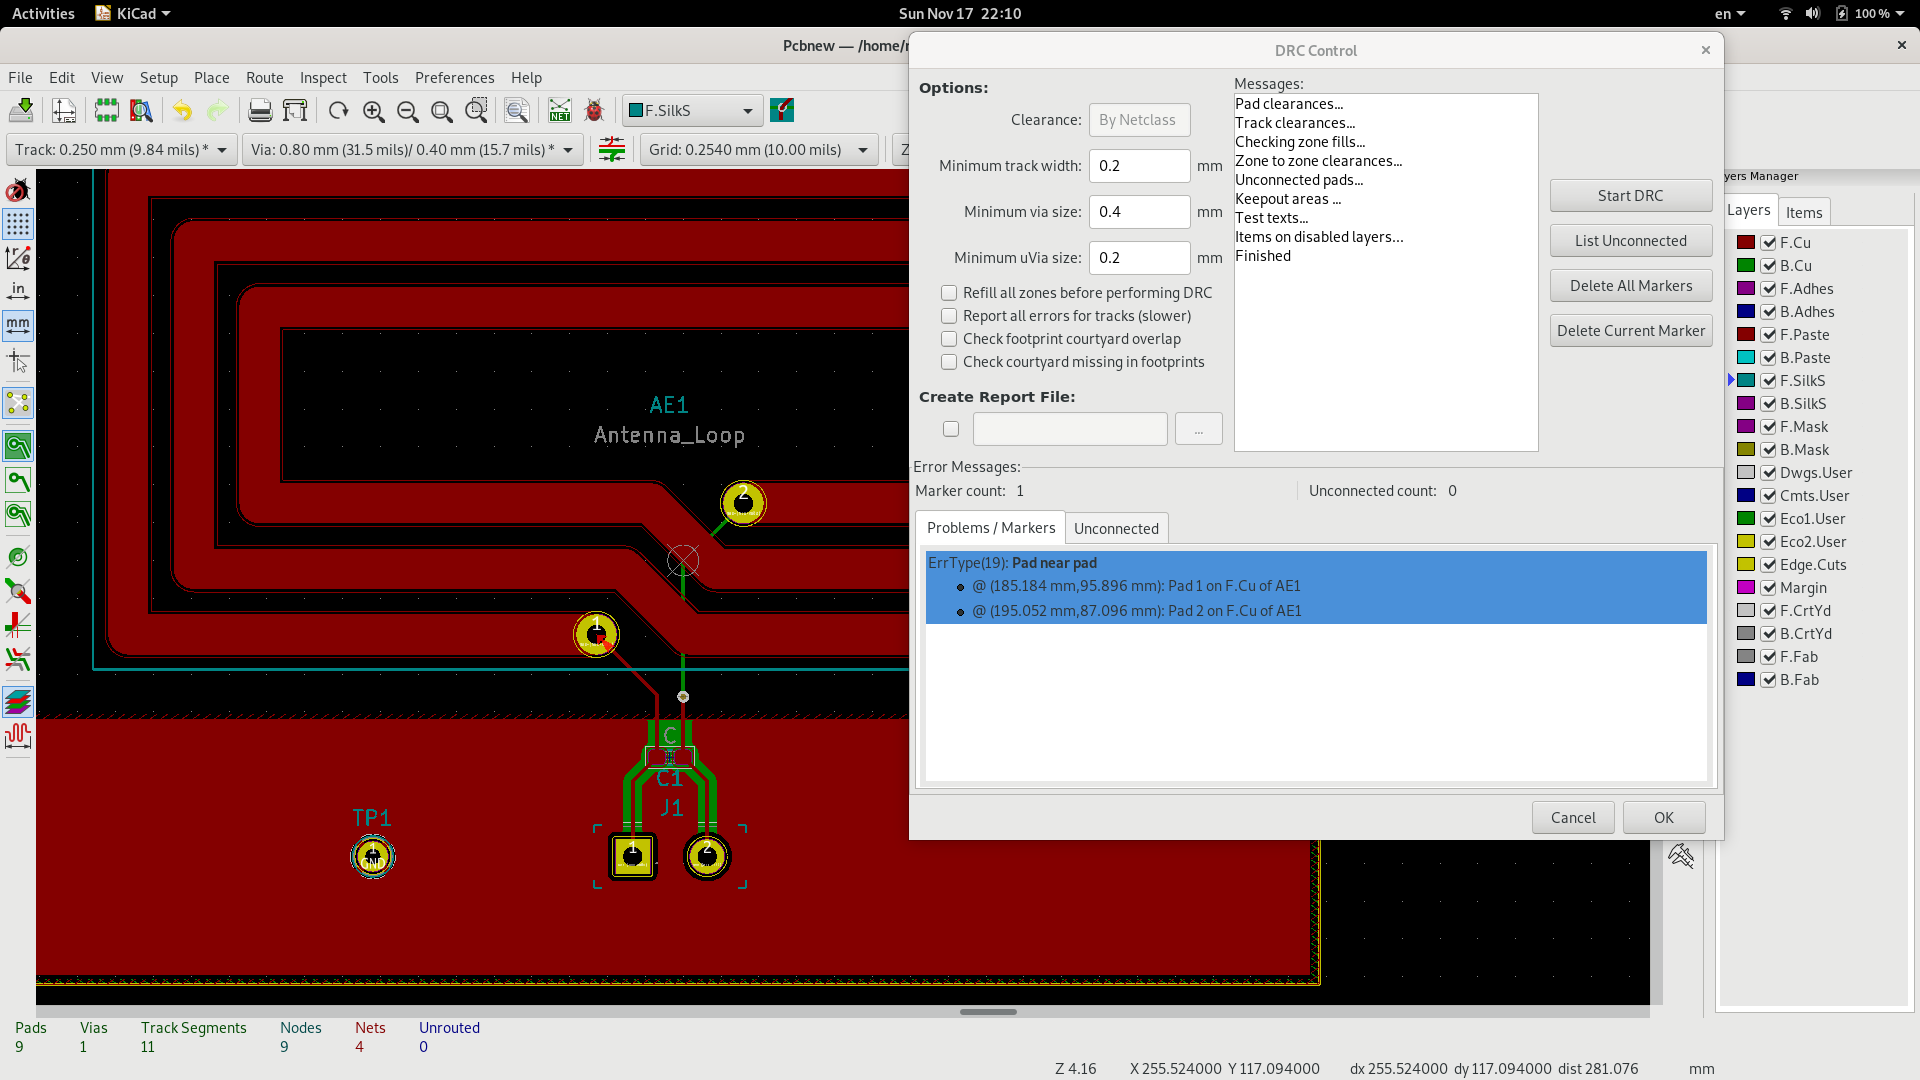 Activities
KiCad
Sun Nov 17 22:10
en
100 %
Pcbnew — /home/r
DRC Control
File Edit View Setup Place Route Inspect Tools Preferences Help
F.SilkS
Track: 0.250 mm (9.84 mils) *
Via: 0.80 mm (31.5 mil)/ 0.40 mm (15.7 mils) *
Grid: 0.2540 mm (10.00 mils)
Z
Options:
Clearance: By Netclass
Minimum track width: 0.2 mm
Minimum via size: 0.4 mm
Minimum uVia size: 0.2 mm
Refill all zones before performing DRC
Report all errors for tracks (slower)
Check footprint courtyard overlap
Check courtyard missing in footprints
Create Report File:
...
Messages:
Pad clearances...
Track clearances...
Checking zone fills...
Zone to zone clearances...
Unconnected pads...
Keepout areas ...
Test texts...
Items on disabled layers...
Finished
Start DRC
List Unconnected
Delete All Markers
Delete Current Marker
Error Messages:
Marker count: 1
Unconnected count: 0
Problems / Markers
Unconnected
ErrType(19): Pad near pad
@ (185.184 mm,95.896 mm): Pad 1 on F.Cu of AE1
@ (195.052 mm,87.096 mm): Pad 2 on F.Cu of AE1
Cancel
OK
yers Manager
Layers
Items
F.Cu
B.Cu
F.Adhes
B.Adhes
F.Paste
B.Paste
F.SilkS
B.SilkS
F.Mask
B.Mask
Dwgs.User
Cmts.User
Eco1.User
Eco2.User
Edge.Cuts
Margin
F.CrtYd
B.CrtYd
F.Fab
B.Fab
in
mm
AE1
Antenna_Loop
2
1
C
C1
J1
TP1
1
GND
1
2
Pads Vias Track Segments Nodes Nets Unrouted
9 1 11 9 4 0
Z 4.16
X 255.524000 Y 117.094000
dx 255.524000 dy 117.094000 dist 281.076
mm